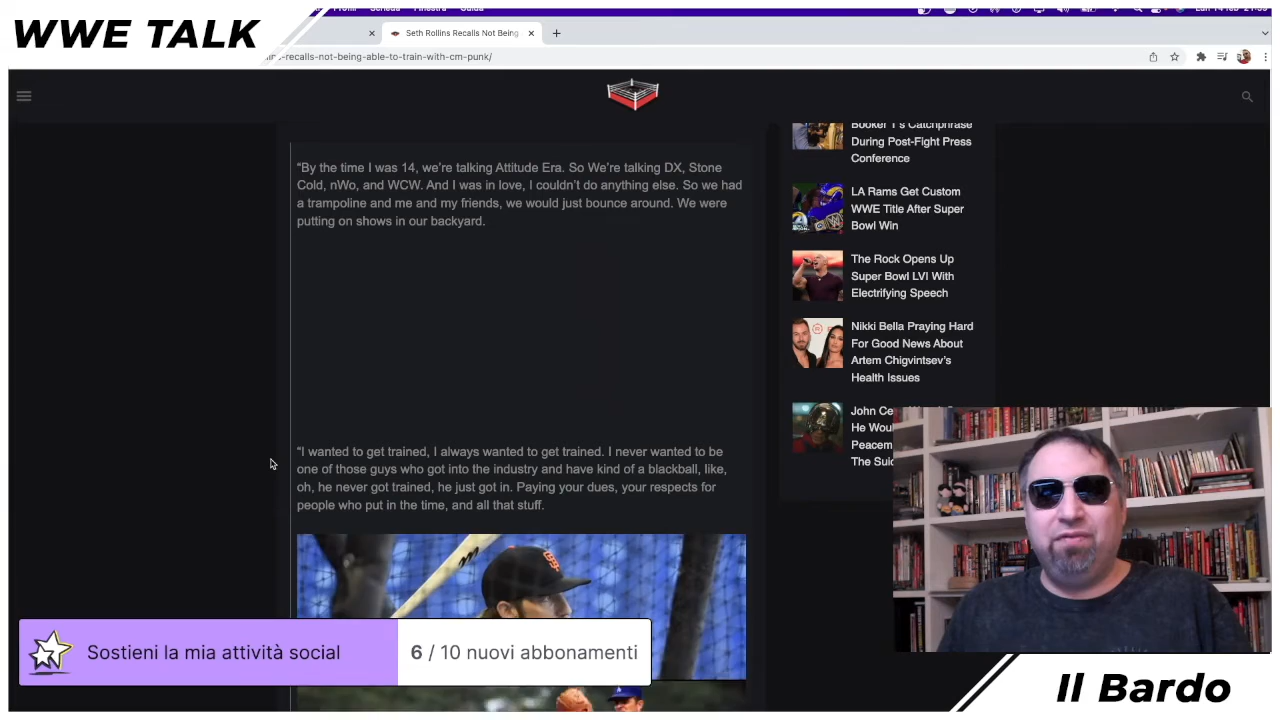 WWE TALK
Profili Scheda Finestra Guida
Seth Rollins Recalls Not Being
-recalls-not-being-able-to-train-with-cm-punk/
“By the time I was 14, we’re talking Attitude Era. So We’re talking DX, Stone
Cold, nWo, and WCW. And I was in love, I couldn’t do anything else. So we had
a trampoline and me and my friends, we would just bounce around. We were
putting on shows in our backyard.
“I wanted to get trained, I always wanted to get trained. I never wanted to be
one of those guys who got into the industry and have kind of a blackball, like,
oh, he never got trained, he just got in. Paying your dues, your respects for
people who put in the time, and all that stuff.
Booker T’s Catchphrase
During Post-Fight Press
Conference
LA Rams Get Custom
WWE Title After Super
Bowl Win
The Rock Opens Up
Super Bowl LVI With
Electrifying Speech
Nikki Bella Praying Hard
For Good News About
Artem Chigvintsev’s
Health Issues
John Ce
He Wou
Peacem
The Suic
Sostieni la mia attività social
6 / 10 nuovi abbonamenti
Il Bardo